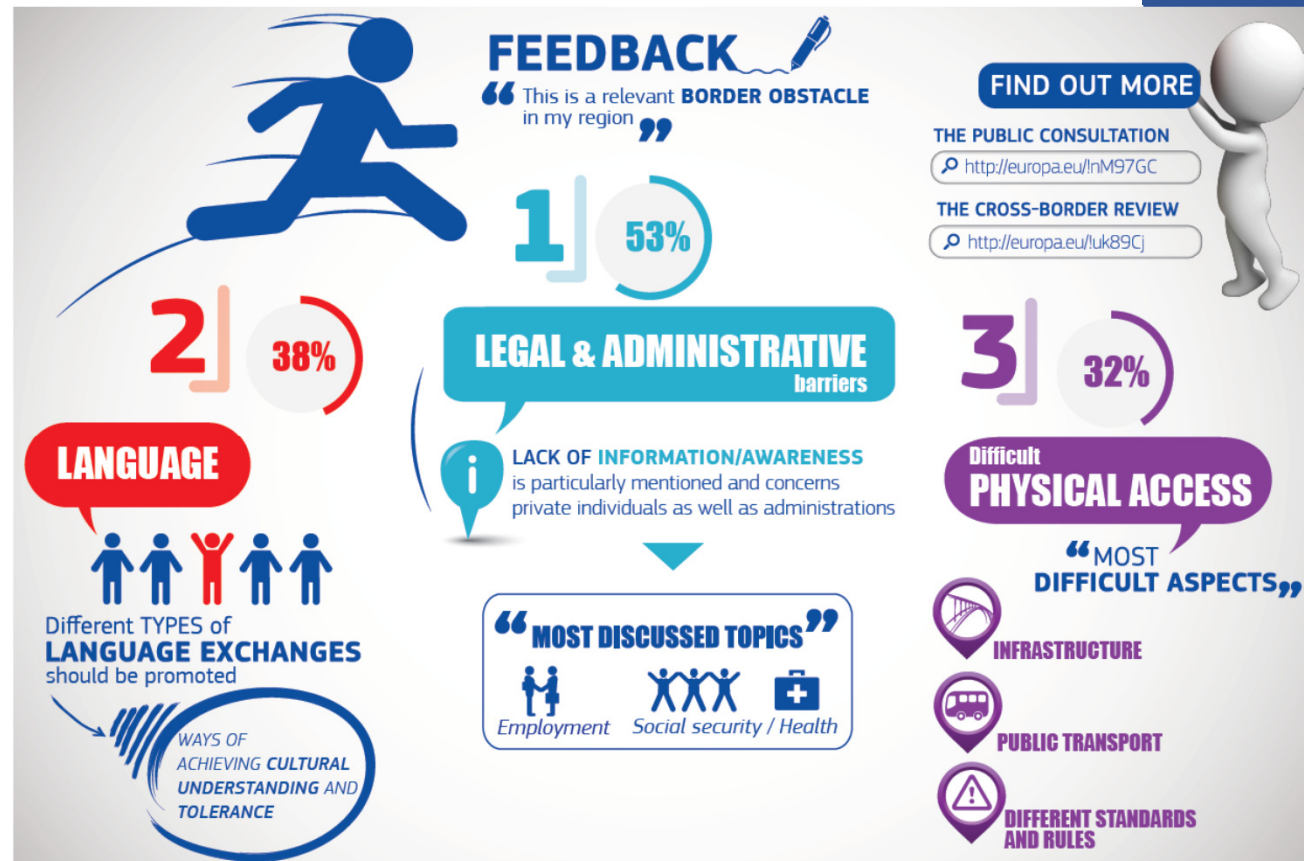 FEEDBACK
“ This is a relevant BORDER OBSTACLE
in my region ”
FIND OUT MORE
THE PUBLIC CONSULTATION
http://europa.eu/!nM97GC
THE CROSS-BORDER REVIEW
http://europa.eu/!uk89Cj
1
53%
LEGAL & ADMINISTRATIVE
barriers
i
LACK OF INFORMATION/AWARENESS
is particularly mentioned and concerns
private individuals as well as administrations
“ MOST DISCUSSED TOPICS ”
Employment
Social security / Health
2
38%
LANGUAGE
Different TYPES of
LANGUAGE EXCHANGES
should be promoted
WAYS OF
ACHIEVING CULTURAL
UNDERSTANDING AND
TOLERANCE
3
32%
Difficult
PHYSICAL ACCESS
“ MOST
DIFFICULT ASPECTS „
INFRASTRUCTURE
PUBLIC TRANSPORT
DIFFERENT STANDARDS
AND RULES